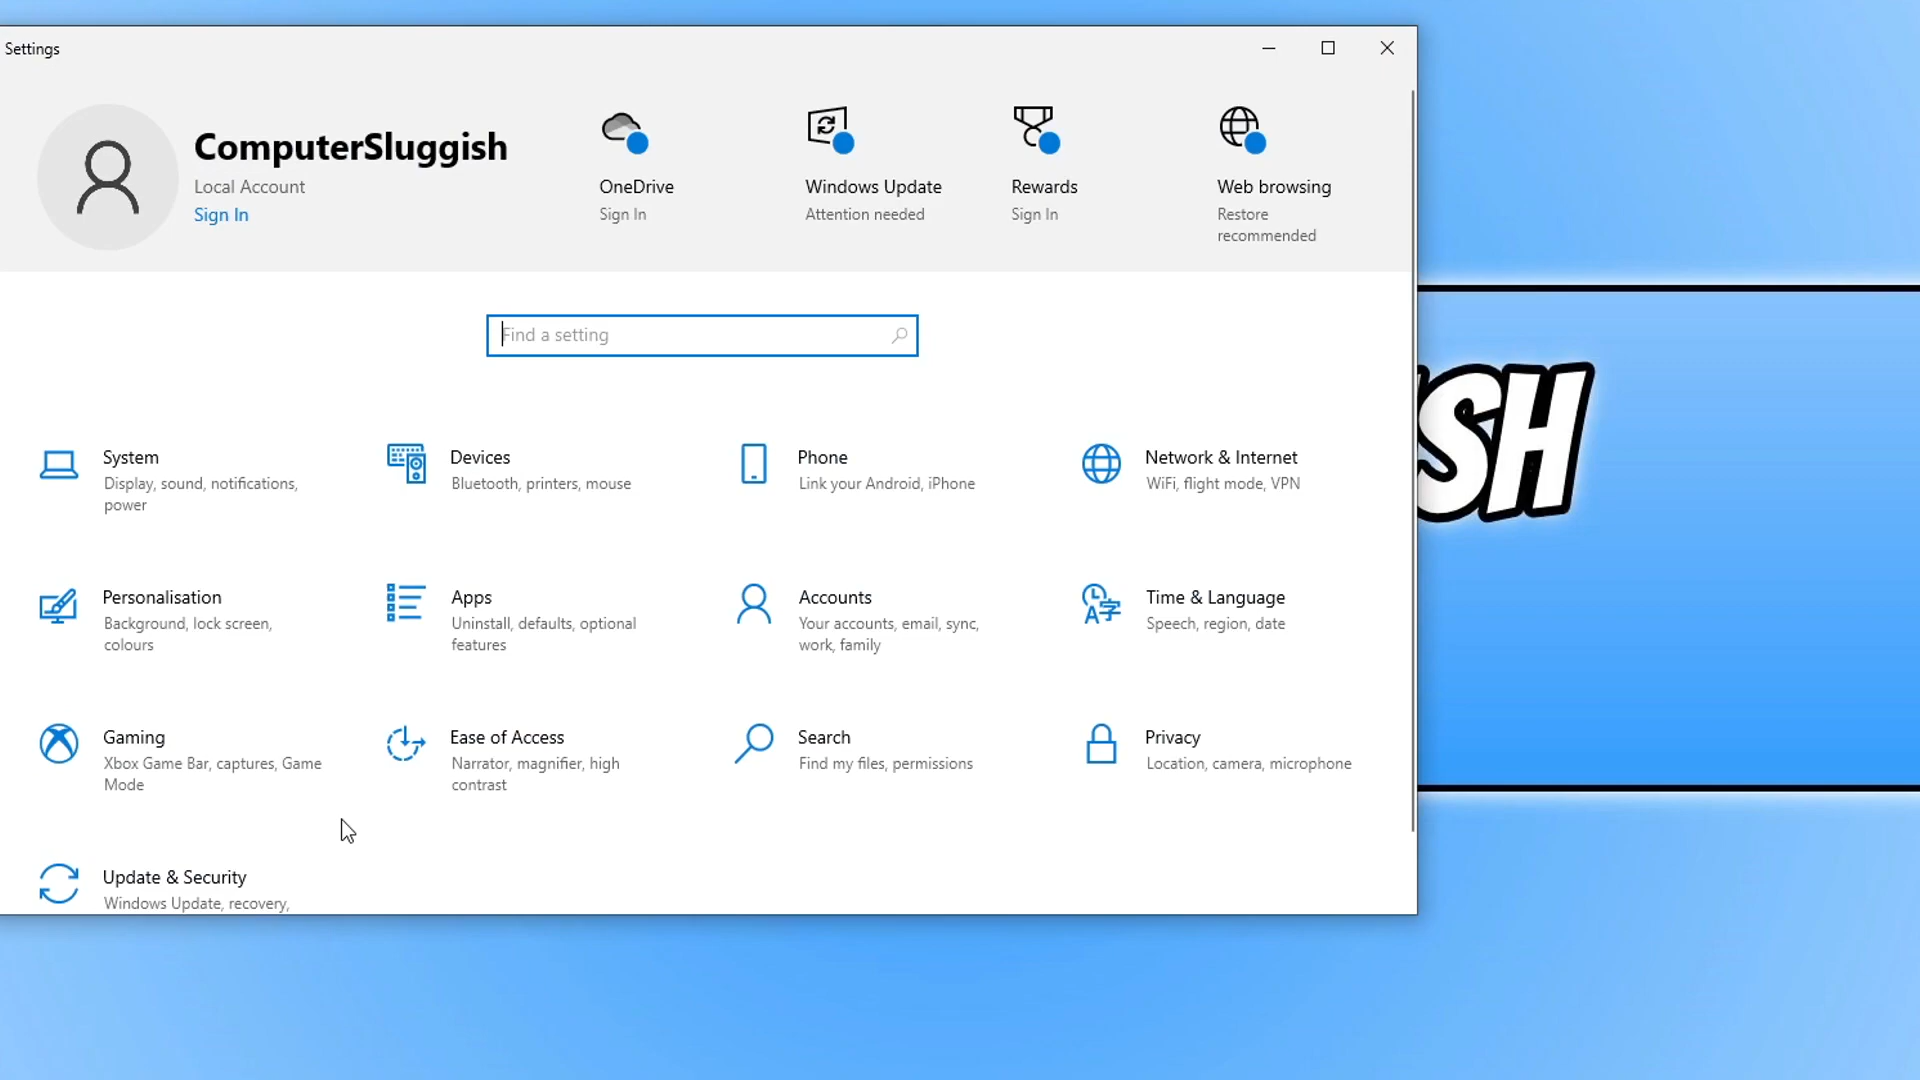 Settings
ComputerSluggish
Local Account
Sign In
OneDrive
Sign In
Windows Update
Attention needed
Rewards
Sign In
Web browsing
Restore
recommended
Find a setting
System
Display, sound, notifications,
power
Devices
Bluetooth, printers, mouse
Phone
Link your Android, iPhone
Network & Internet
WiFi, flight mode, VPN
Personalisation
Background, lock screen,
colours
Apps
Uninstall, defaults, optional
features
Accounts
Your accounts, email, sync,
work, family
Time & Language
Speech, region, date
Gaming
Xbox Game Bar, captures, Game
Mode
Ease of Access
Narrator, magnifier, high
contrast
Search
Find my files, permissions
Privacy
Location, camera, microphone
Update & Security
Windows Update, recovery,
SH